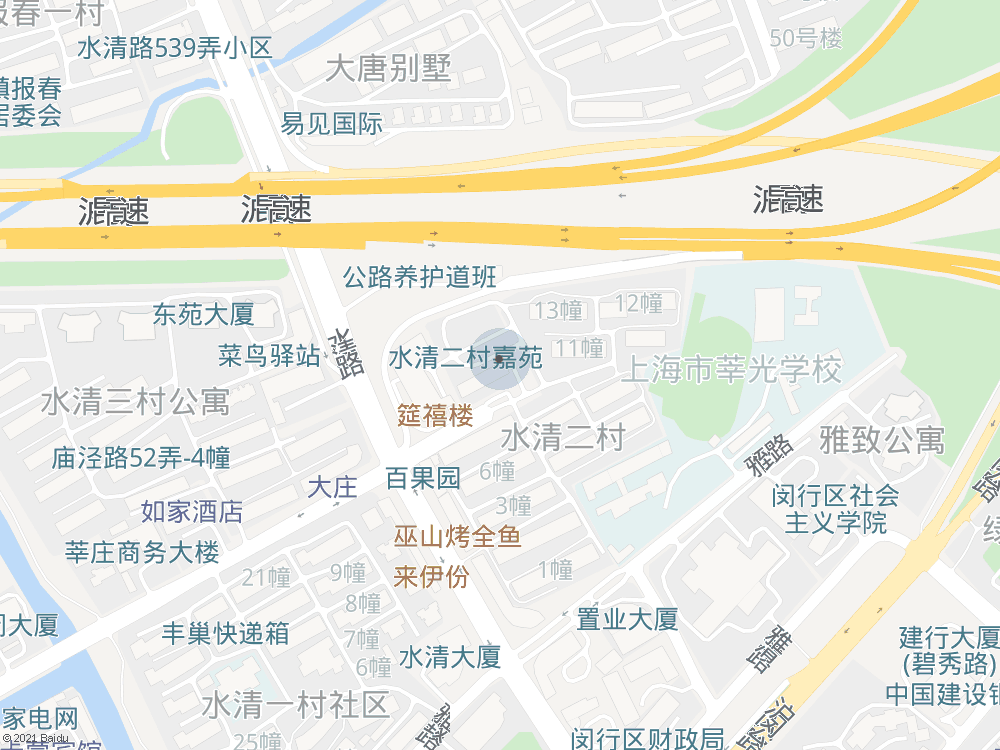 报春一村
水清路539弄小区
50号楼
大唐别墅
镇报春
居委会
易见国际
沪高速
沪高速
沪高速
公路养护道班
13幢
12幢
东苑大厦
水清路
11幢
菜鸟驿站
水清二村嘉苑
上海市莘光学校
水清三村公寓
筵禧楼
水清二村
雅致公寓
庙泾路52弄-4幢
雅致路
百果园
6幢
大庄
闵行区社会
主义学院
如家酒店
3幢
巫山烤全鱼
莘庄商务大楼
来伊份
21幢
9幢
1幢
8幢
大厦
丰巢快递箱
置业大厦
7幢
建行大厦
(碧秀路)
6幢
水清大厦
中国建设银
水清一村社区
家电网
25幢
闵行区财政局
宾馆
© 2021 Baidu